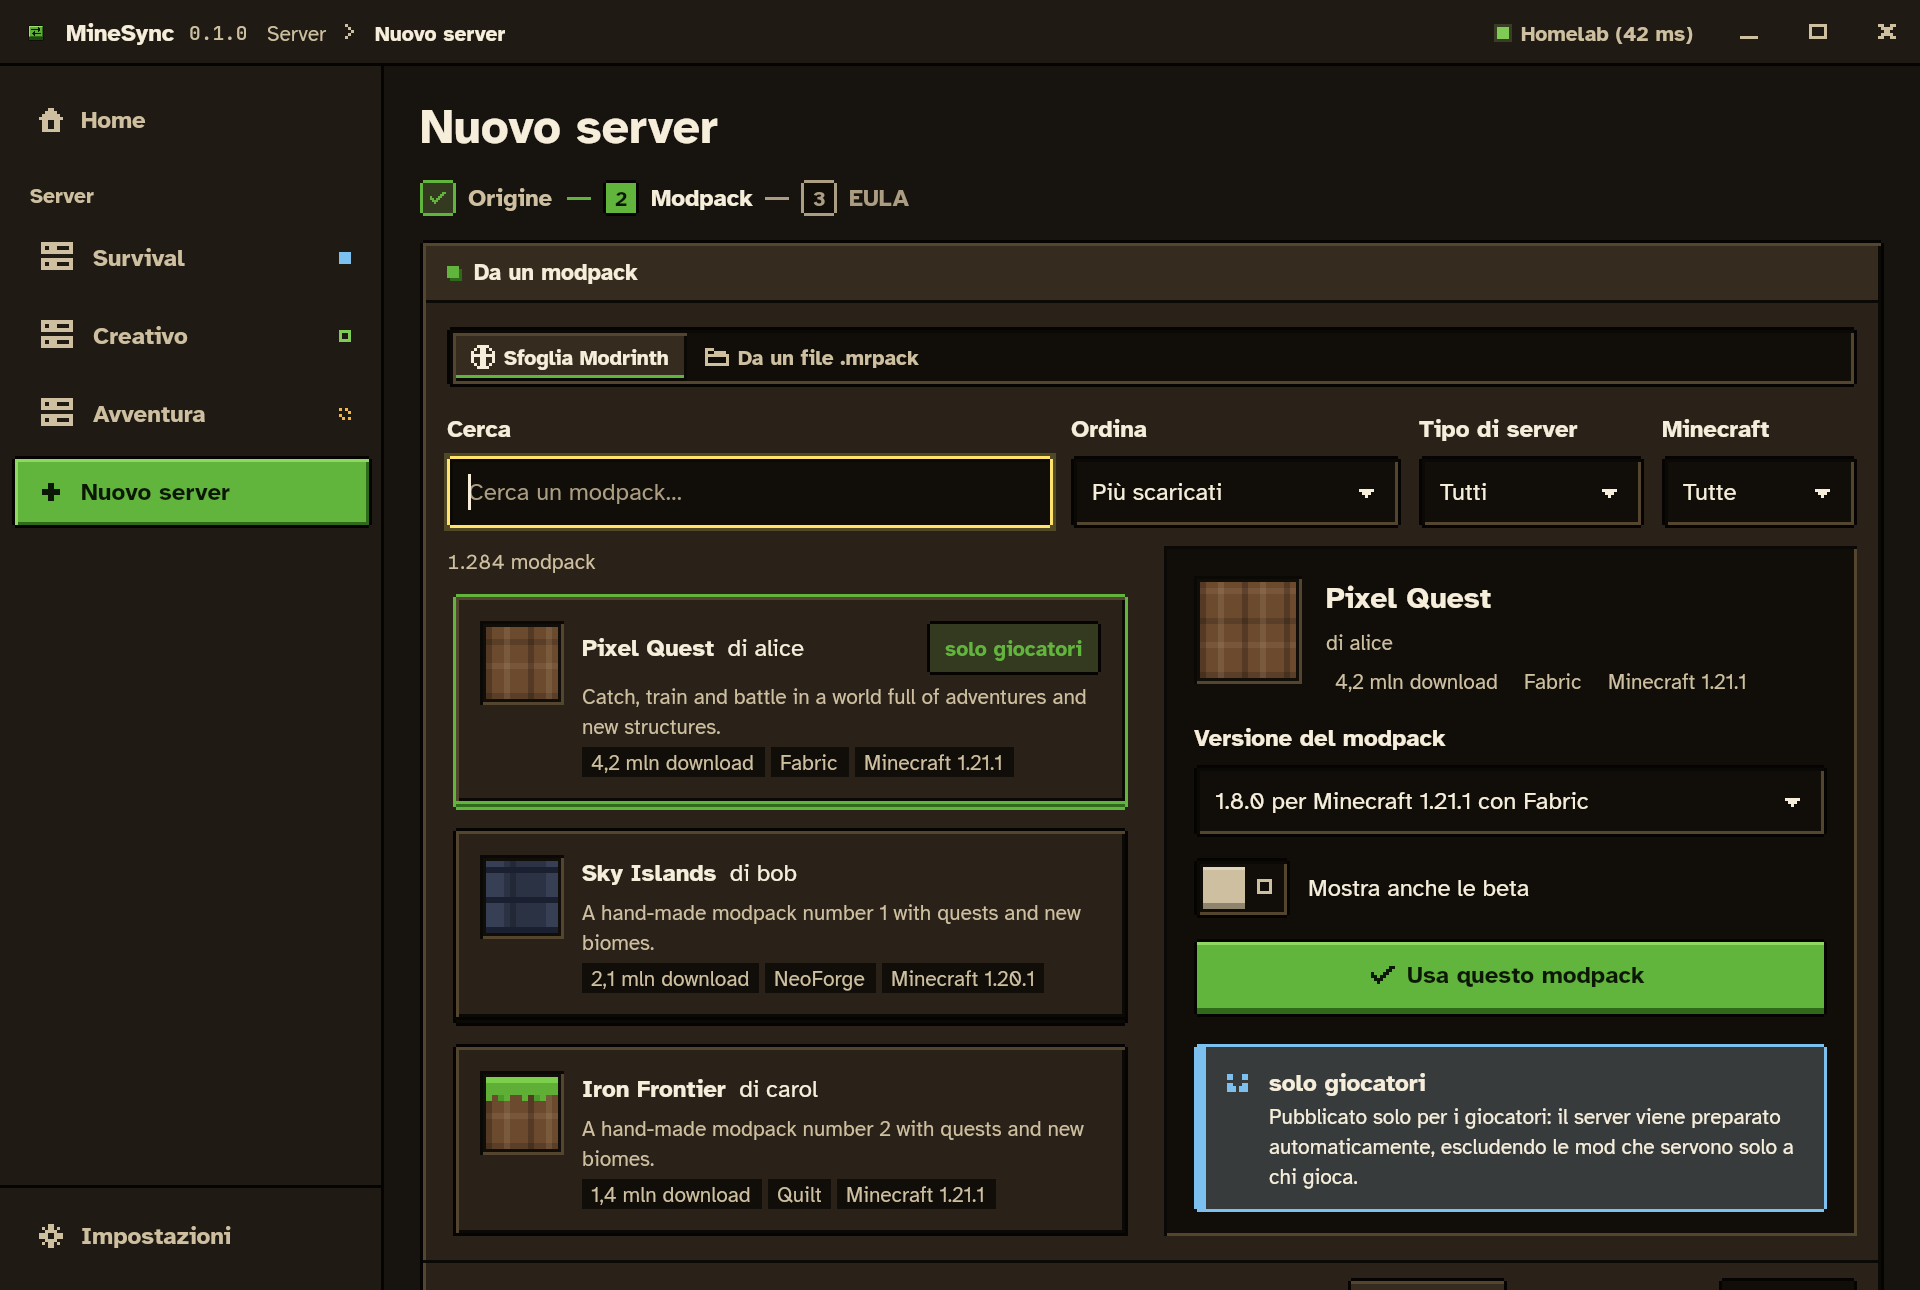 MineSync 0.1.0 Server Nuovo server
Homelab (42 ms)
Home
Server
Survival
Creativo
Avventura
Nuovo server
Impostazioni
Nuovo server
Origine
2 Modpack
3 EULA
Da un modpack
Sfoglia Modrinth
Da un file .mrpack
Cerca
Cerca un modpack...
Ordina
Più scaricati
Tipo di server
Tutti
Minecraft
Tutte
1.284 modpack
Pixel Quest di alice
solo giocatori
Catch, train and battle in a world full of adventures and
new structures.
4,2 mln download Fabric Minecraft 1.21.1
Sky Islands di bob
A hand-made modpack number 1 with quests and new
biomes.
2,1 mln download NeoForge Minecraft 1.20.1
Iron Frontier di carol
A hand-made modpack number 2 with quests and new
biomes.
1,4 mln download Quilt Minecraft 1.21.1
Pixel Quest
di alice
4,2 mln download Fabric Minecraft 1.21.1
Versione del modpack
1.8.0 per Minecraft 1.21.1 con Fabric
Mostra anche le beta
Usa questo modpack
solo giocatori
Pubblicato solo per i giocatori: il server viene preparato
automaticamente, escludendo le mod che servono solo a
chi gioca.